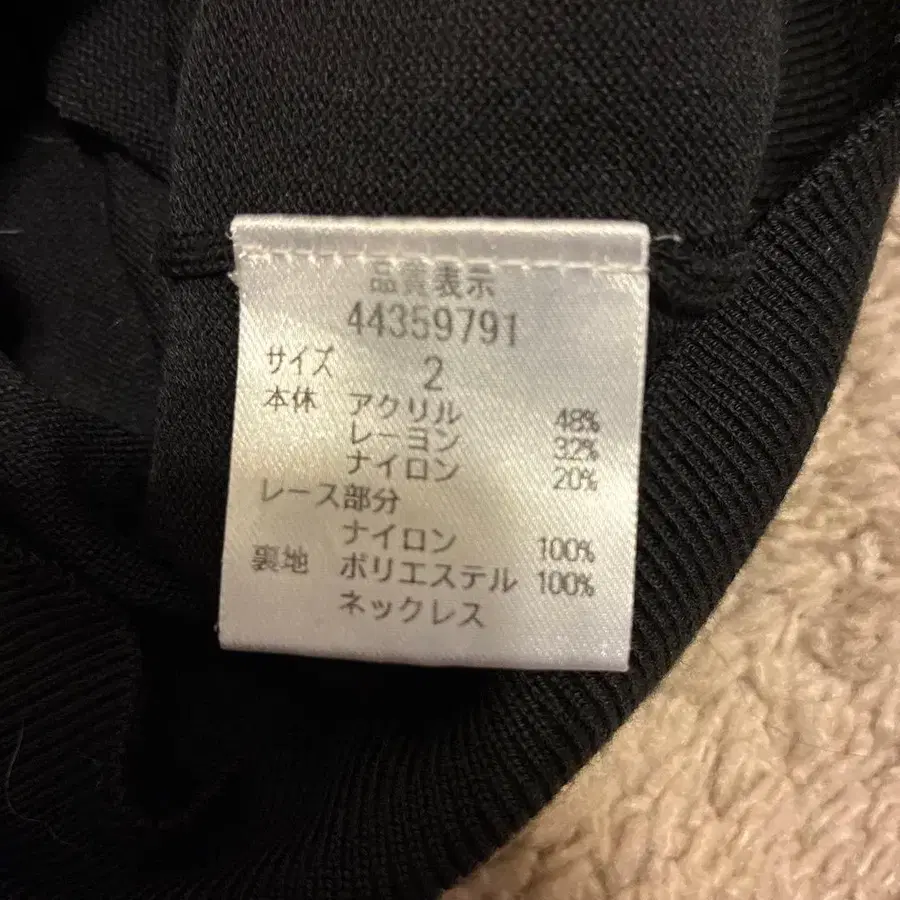 品質表示
44359791
サイズ 2
本体 アクリル 48%
レーヨン 32%
ナイロン 20%
レース部分
ナイロン 100%
裏地 ポリエステル 100%
ネックレス